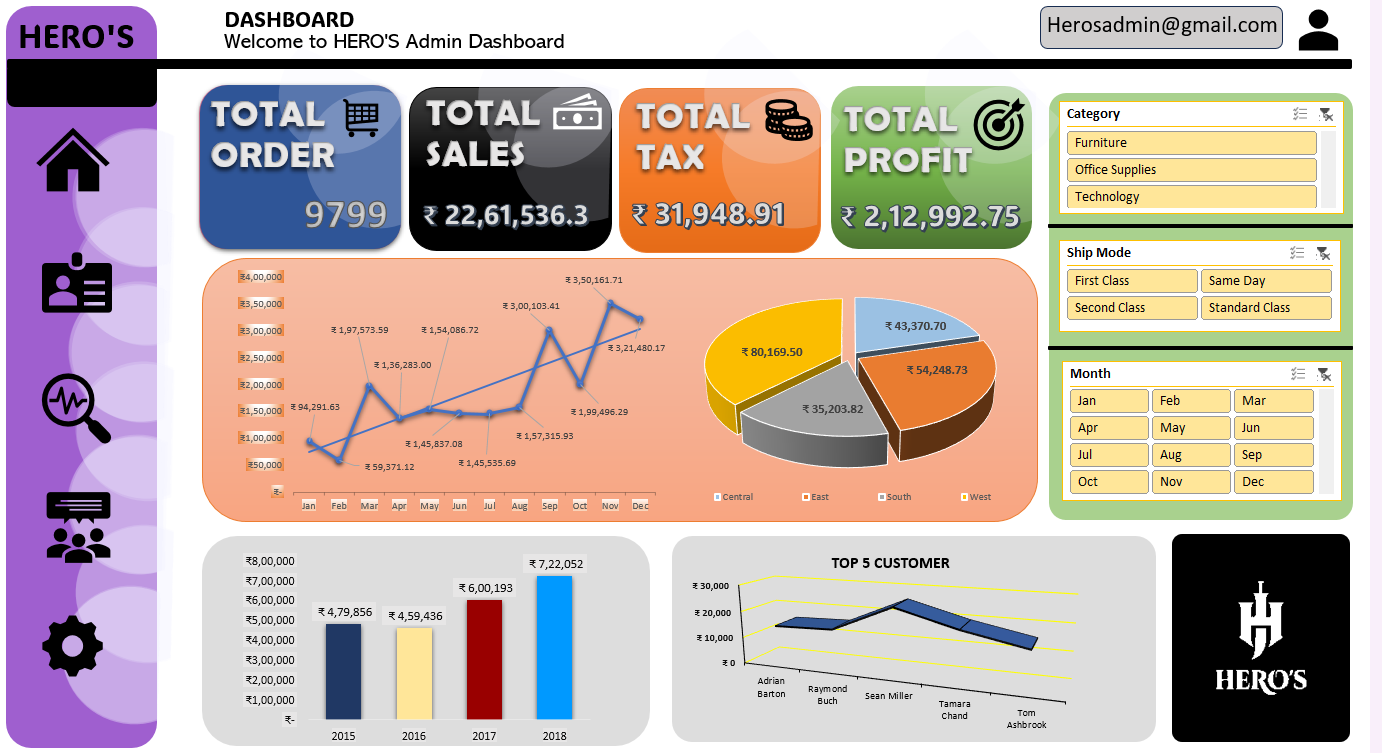 HERO'S
DASHBOARD
Welcome to HERO'S Admin Dashboard
Herosadmin@gmail.com
TOTAL
ORDER
9799
TOTAL
SALES
₹ 22,61,536.3
TOTAL
TAX
₹ 31,948.91
TOTAL
PROFIT
₹ 2,12,992.75
Category
Furniture
Office Supplies
Technology
Ship Mode
First Class
Same Day
Second Class
Standard Class
Month
Jan
Feb
Mar
Apr
May
Jun
Jul
Aug
Sep
Oct
Nov
Dec
₹4,00,000
₹3,50,000
₹3,00,000
₹2,50,000
₹2,00,000
₹1,50,000
₹1,00,000
₹50,000
₹-
₹ 94,291.63
₹ 59,371.12
₹ 1,97,573.59
₹ 1,36,283.00
₹ 1,54,086.72
₹ 1,45,837.08
₹ 1,45,535.69
₹ 1,57,315.93
₹ 3,00,103.41
₹ 1,99,496.29
₹ 3,50,161.71
₹ 3,21,480.17
Jan Feb Mar Apr May Jun Jul Aug Sep Oct Nov Dec
₹ 43,370.70
₹ 54,248.73
₹ 35,203.82
₹ 80,169.50
Central East South West
₹8,00,000
₹7,00,000
₹6,00,000
₹5,00,000
₹4,00,000
₹3,00,000
₹2,00,000
₹1,00,000
₹-
₹ 4,79,856
₹ 4,59,436
₹ 6,00,193
₹ 7,22,052
2015 2016 2017 2018
TOP 5 CUSTOMER
₹ 30,000
₹ 20,000
₹ 10,000
₹ 0
Adrian
Barton
Raymond
Buch
Sean Miller
Tamara
Chand
Tom
Ashbrook
HERO'S